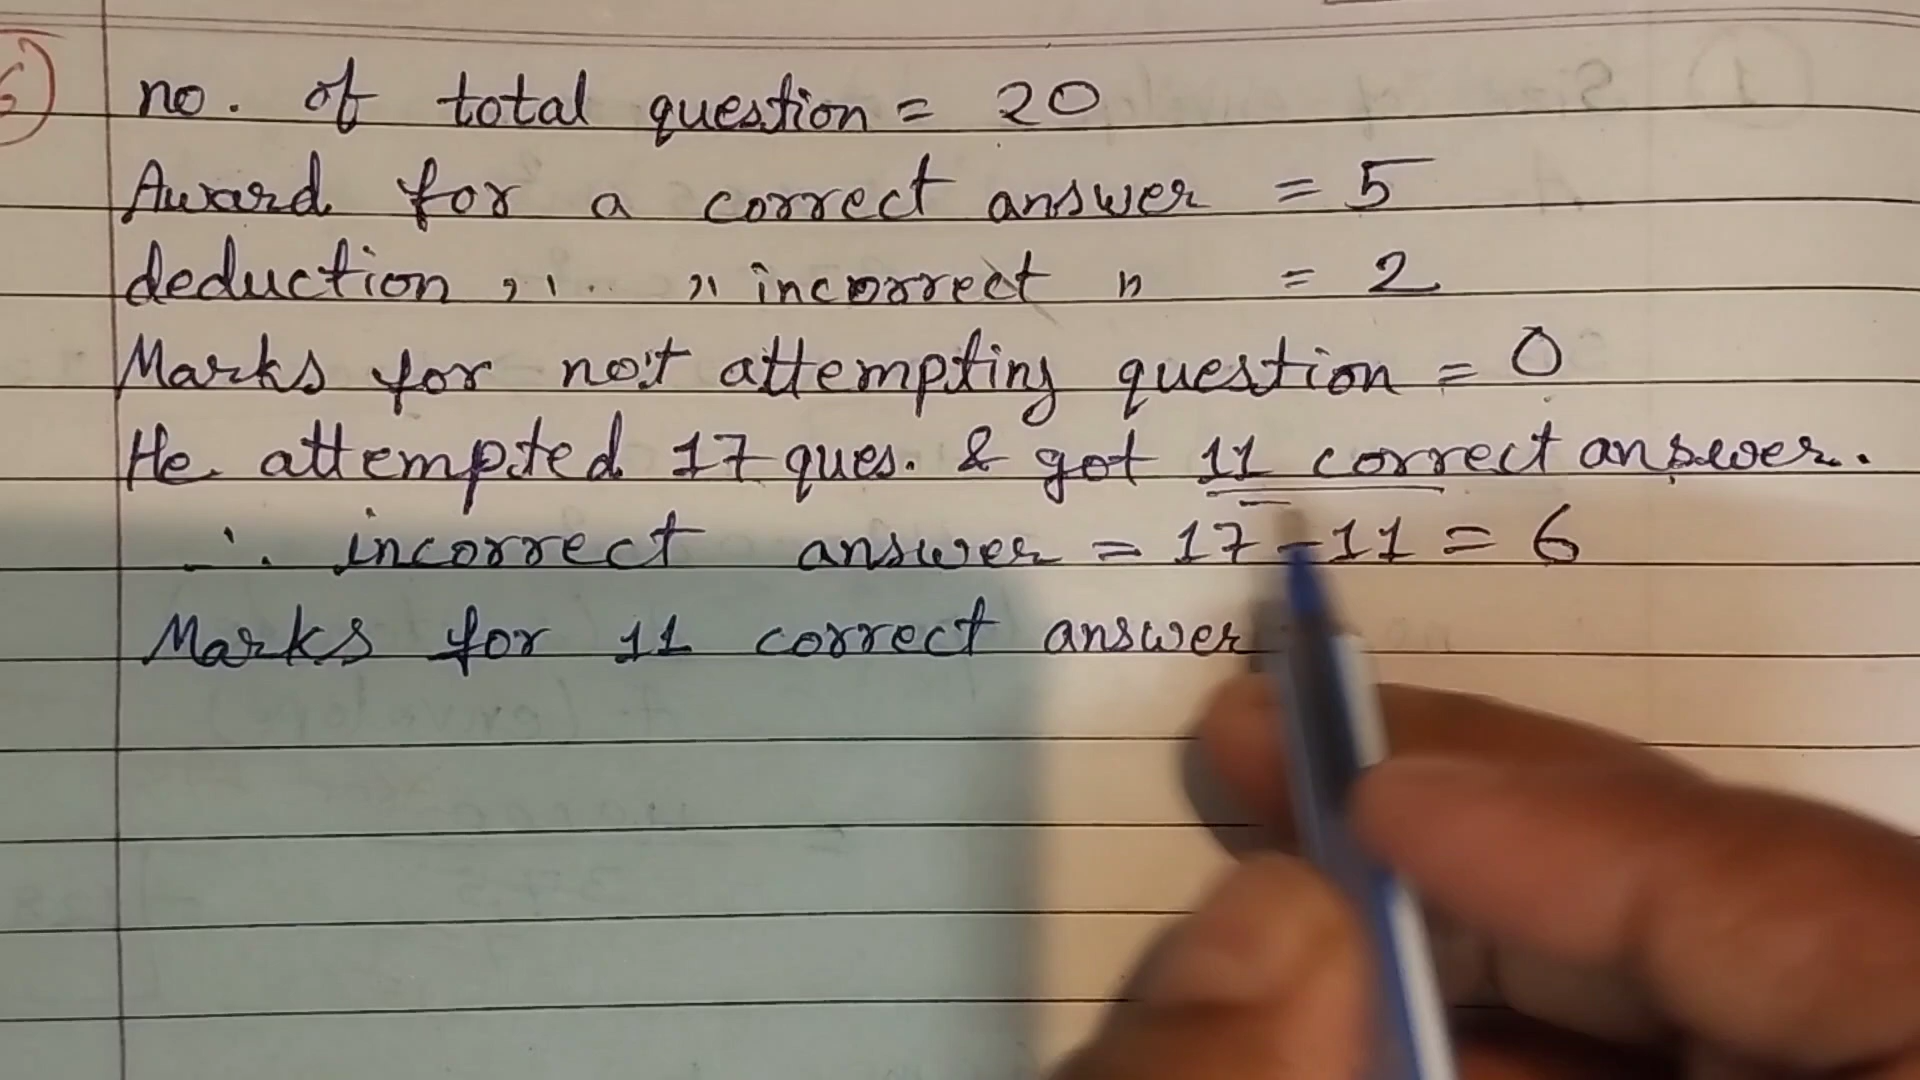 6
no. of total question = 20
Award for a correct answer = 5
deduction ,, .. ,, incorrect ,, = 2
Marks for not attempting question = 0
He attempted 17 ques. & got 11 correct answer.
∴ incorrect answer = 17-11 = 6
Marks for 11 correct answer